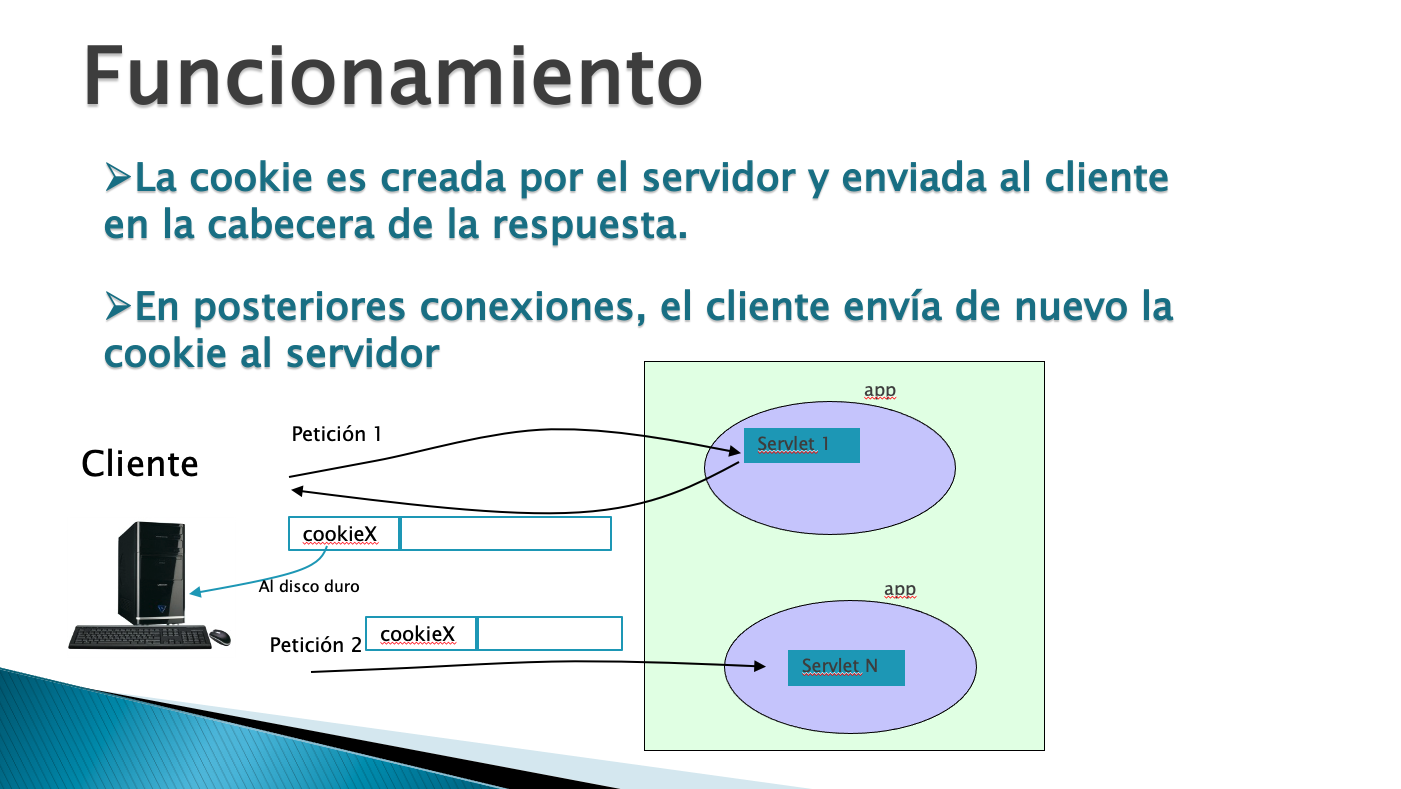 Funcionamiento
➢La cookie es creada por el servidor y enviada al cliente
en la cabecera de la respuesta.
➢En posteriores conexiones, el cliente envía de nuevo la
cookie al servidor
app
Petición 1
Servlet 1
Cliente
cookieX
Al disco duro
app
cookieX
Petición 2
Servlet N